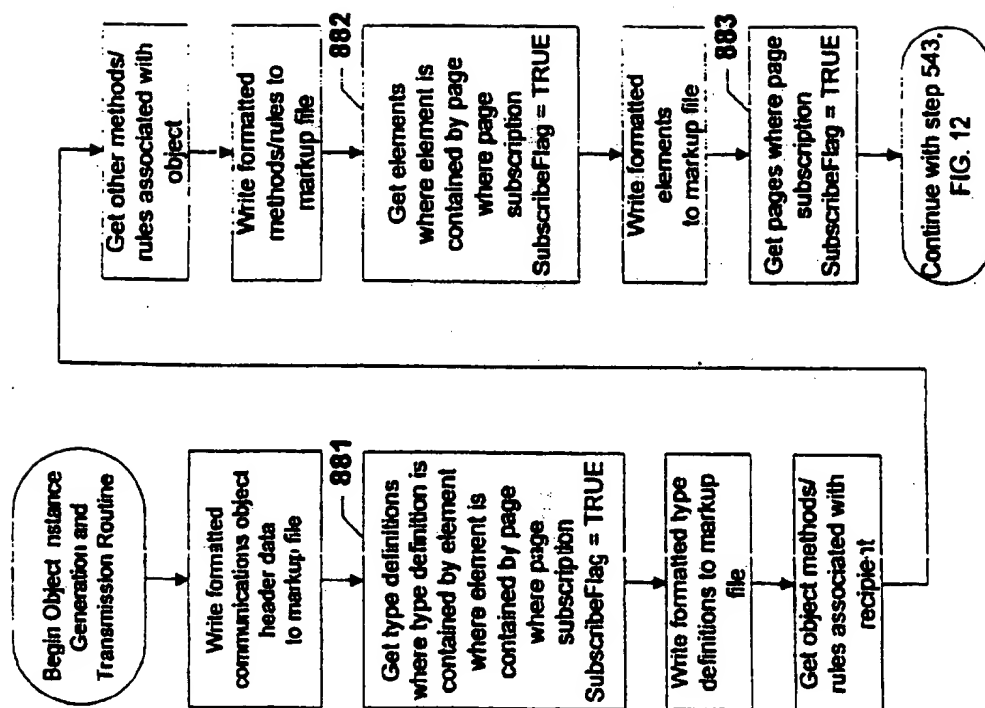 Begin Object Instance
Generation and
Transmission Routine
Write formatted
communications object
header data
to markup file
881
Get type definitions
where type definition is
contained by element
where element is
contained by page
where page
subscription
SubscribeFlag = TRUE
Write formatted type
definitions to markup
file
Get object methods/
rules associated with
recipient
Get other methods/
rules associated with
object
Write formatted
methods/rules to
markup file
882
Get elements
where element is
contained by page
where page
subscription
SubscribeFlag = TRUE
Write formatted
elements
to markup file
883
Get pages where page
subscription
SubscribeFlag = TRUE
Continue with step 543,
FIG. 12